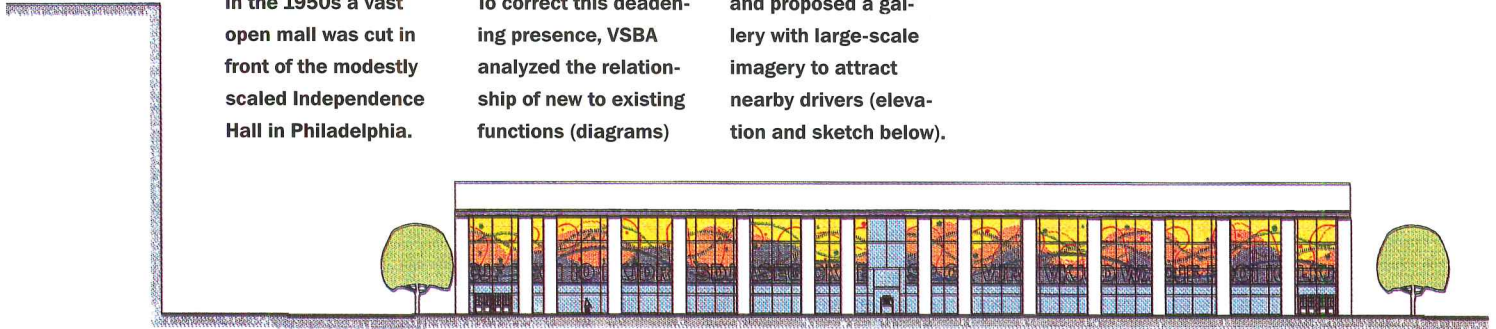 In the 1950s a vast
open mall was cut in
front of the modestly
scaled Independence
Hall in Philadelphia.
To correct this deaden-
ing presence, VSBA
analyzed the relation-
ship of new to existing
functions (diagrams)
and proposed a gal-
lery with large-scale
imagery to attract
nearby drivers (eleva-
tion and sketch below).